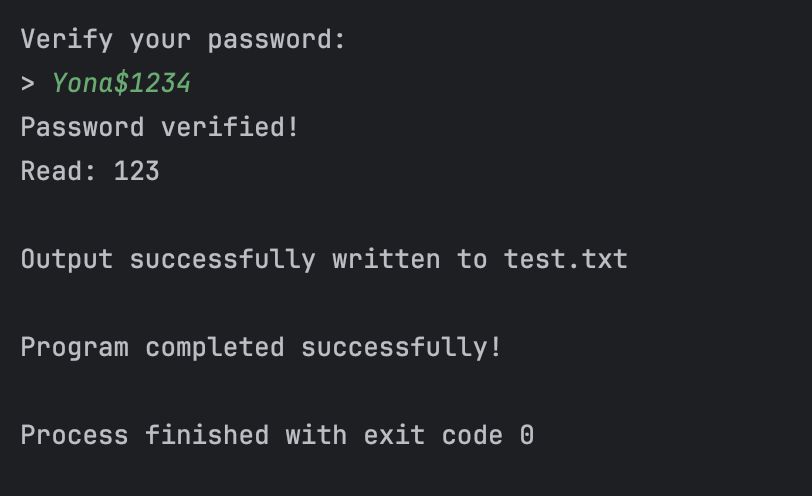 Verify your password:
> Yona$1234
Password verified!
Read: 123
Output successfully written to test.txt
Program completed successfully!
Process finished with exit code 0